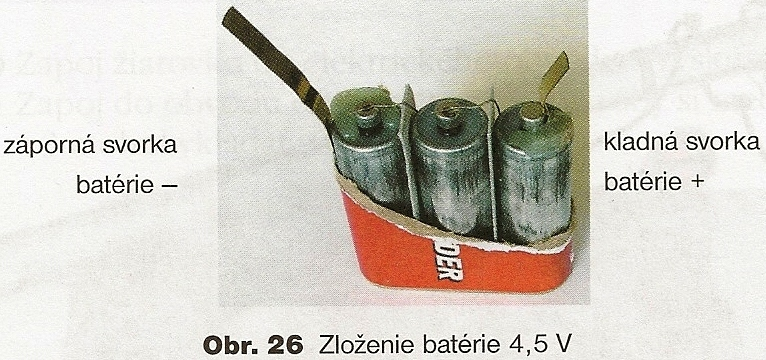 záporná svorka
batérie –
kladná svorka
batérie +
DER
Obr. 26 Zloženie batérie 4,5 V